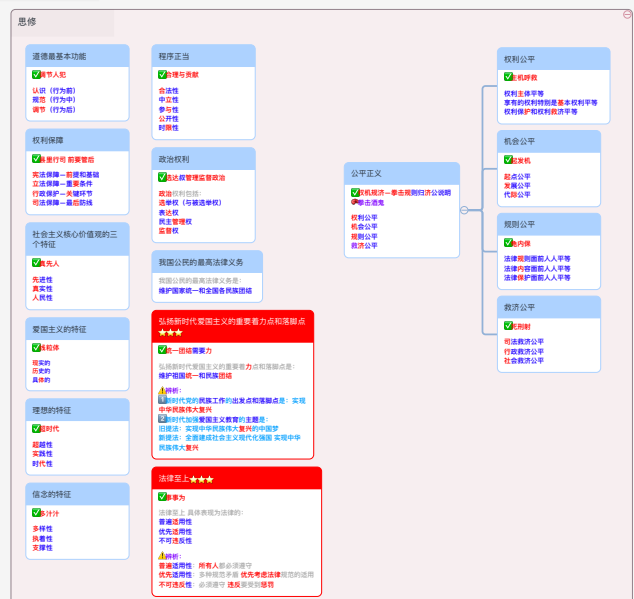 思修
道德最基本功能
调节人犯
认识（行为前）
规范（行为中）
调节（行为后）
权利保障
县里行司 前要管后
宪法保障—前提和基础
立法保障—重要条件
行政保护—关键环节
司法保障—最后防线
社会主义核心价值观的三个特征
真先人
先进性
真实性
人民性
爱国主义的特征
线粒体
现实的
历史的
具体的
理想的特征
超时代
超越性
实践性
时代性
信念的特征
多汁汁
多样性
执着性
支撑性
程序正当
合理与贡献
合法性
中立性
参与性
公开性
时限性
政治权利
选达权管理监督政治
政治权利包括：
选举权（与被选举权）
表达权
民主管理权
监督权
我国公民的最高法律义务
我国公民的最高法律义务是：
维护国家统一和全国各民族团结
弘扬新时代爱国主义的重要着力点和落脚点
⭐⭐⭐
统一团结需要力
弘扬新时代爱国主义的重要着力点和落脚点是：
维护祖国统一和民族团结
⚠️辨析：
1️⃣新时代党的民族工作的出发点和落脚点是：实现
中华民族伟大复兴
2️⃣新时代加强爱国主义教育的主题是：
旧提法：实现中华民族伟大复兴的中国梦
新提法：全面建成社会主义现代化强国 实现中华
民族伟大复兴
法律至上⭐⭐⭐
事事为
法律至上 具体表现为法律的：
普遍适用性
优先适用性
不可违反性
⚠️辨析：
普遍适用性：所有人都必须遵守
优先适用性：多种规范矛盾 优先考虑法律规范的适用
不可违反性：必须遵守 违反要受到惩罚
公平正义
权机规济—拳击规则归济公说明
拳击酒鬼
权利公平
机会公平
规则公平
救济公平
权利公平
主机呼救
权利主体平等
享有的权利特别是基本权利平等
权利保护和权利救济平等
机会公平
起发机
起点公平
发展公平
代际公平
规则公平
内保
法律规则面前人人平等
法律内容面前人人平等
法律保护面前人人平等
救济公平
司法救济公平
行政救济公平
社会救济公平